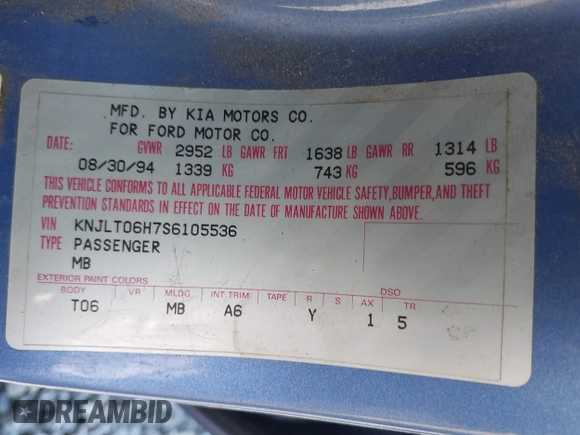 MFD. BY KIA MOTORS CO.
FOR FORD MOTOR CO.
DATE: GVWR 2952 LB GAWR FRT 1638 LB GAWR RR 1314 LB
08/30/94 1339 KG 743 KG 596 KG
THIS VEHICLE CONFORMS TO ALL APPLICABLE FEDERAL MOTOR VEHICLE SAFETY, BUMPER, AND THEFT
PREVENTION STANDARDS IN EFFECT ON THE DATE OF MANUFACTURE SHOWN ABOVE.
VIN KNJLT06H7S6105536
TYPE PASSENGER
MB
EXTERIOR PAINT COLORS DSO
BODY VR MLDG INT TRIM TAPE R S AX TR
T06 MB A6 Y 1 5
DREAMBID